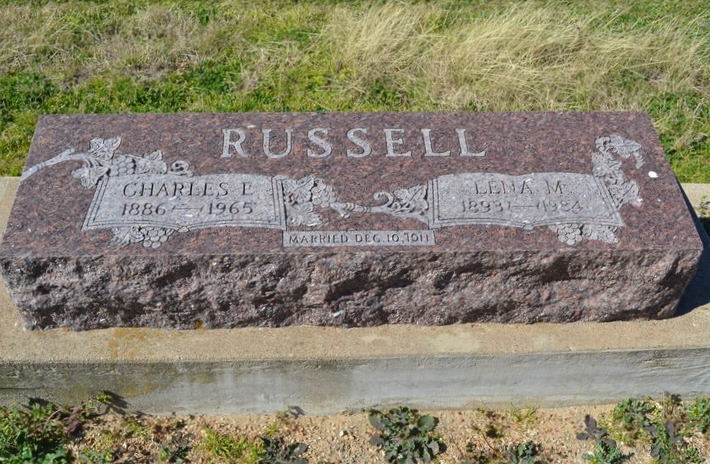 RUSSELL
CHARLES E.
1886 — 1965
LENA M.
1893 — 1984
MARRIED DEC. 10, 1911